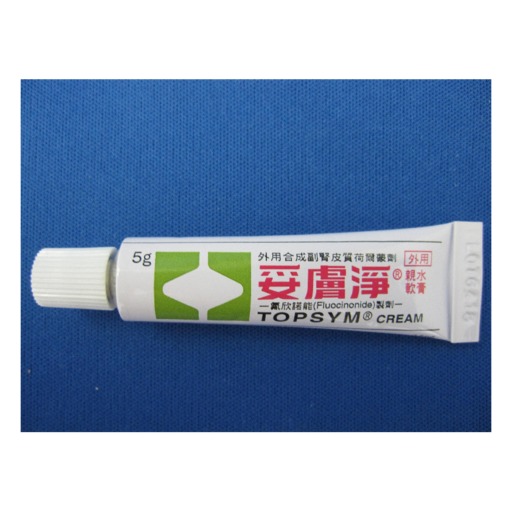 5g
外用合成副腎皮質荷爾蒙劑
外用
妥膚淨®
親水
軟膏
—氟欣諾能(Fluocinonide)製劑—
TOPSYM® CREAM